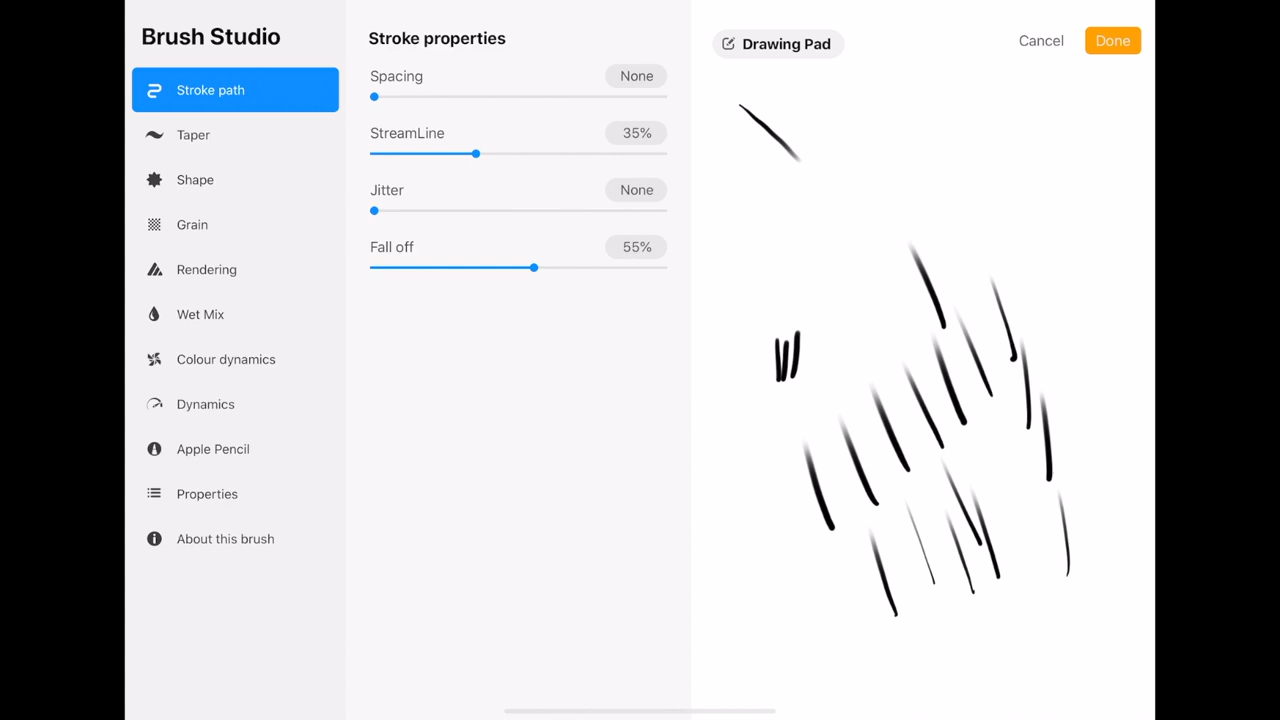 Brush Studio
Stroke path
Taper
Shape
Grain
Rendering
Wet Mix
Colour dynamics
Dynamics
Apple Pencil
Properties
About this brush
Stroke properties
Spacing None
StreamLine 35%
Jitter None
Fall off 55%
Drawing Pad
Cancel
Done